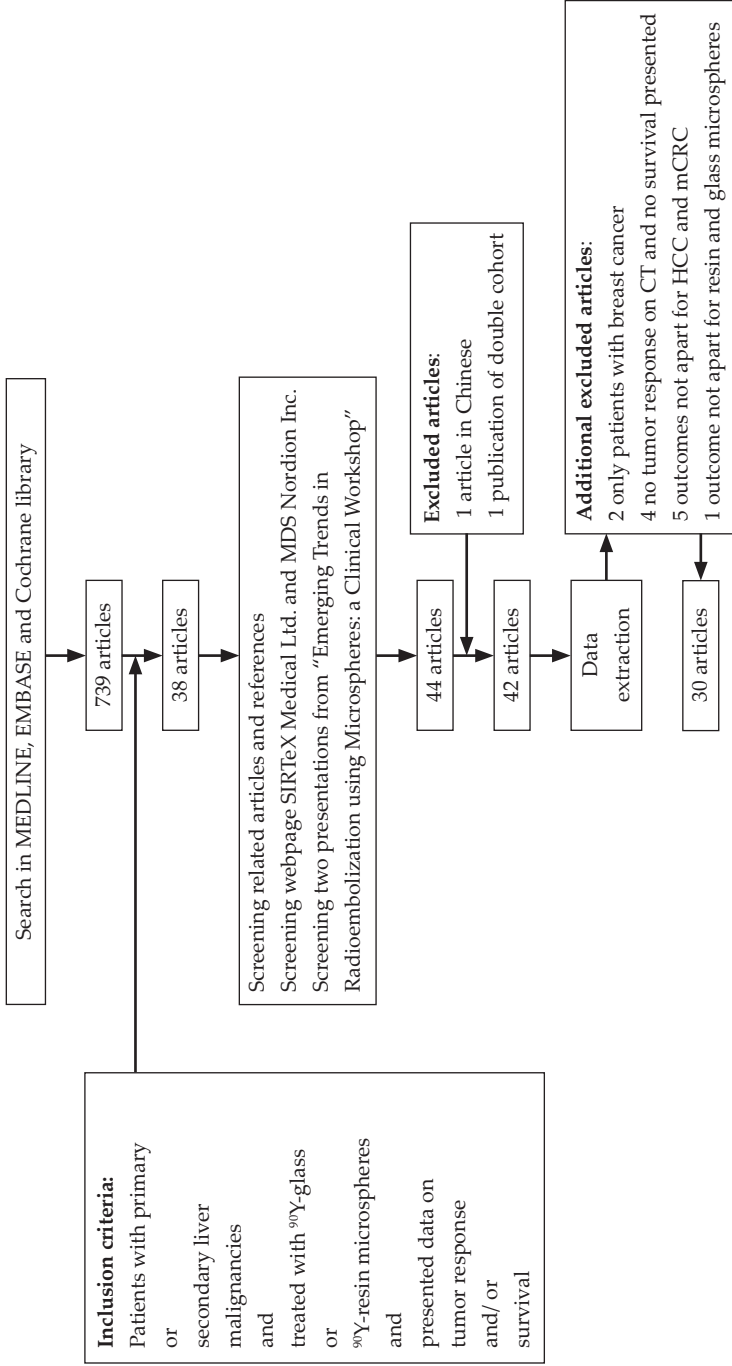 Search in MEDLINE, EMBASE and Cochrane library
739 articles
Inclusion criteria:
Patients with primary
or
secondary liver
malignancies
and
treated with ⁹⁰Y-glass
or
⁹⁰Y-resin microspheres
and
presented data on
tumor response
and/ or
survival
38 articles
Screening related articles and references
Screening webpage SIRTeX Medical Ltd. and MDS Nordion Inc.
Screening two presentations from “Emerging Trends in
Radioembolization using Microspheres: a Clinical Workshop”
44 articles
Excluded articles:
1 article in Chinese
1 publication of double cohort
42 articles
Data
extraction
Additional excluded articles:
2 only patients with breast cancer
4 no tumor response on CT and no survival presented
5 outcomes not apart for HCC and mCRC
1 outcome not apart for resin and glass microspheres
30 articles